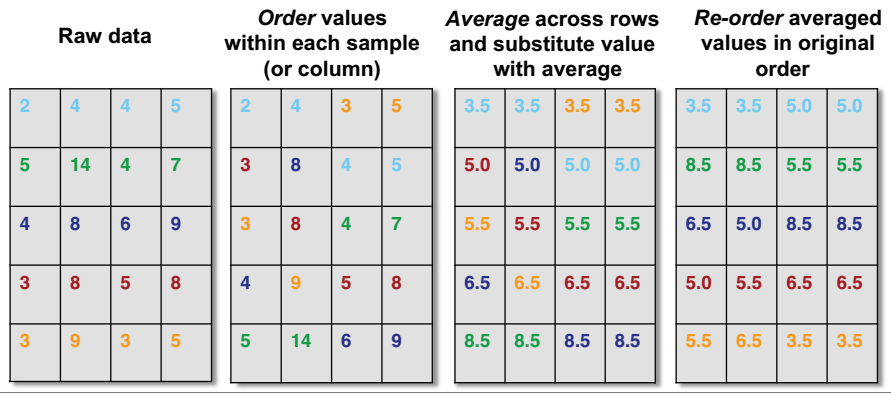 Raw data
2 4 4 5
5 14 4 7
4 8 6 9
3 8 5 8
3 9 3 5
Order values
within each sample
(or column)
2 4 3 5
3 8 4 5
3 8 4 7
4 9 5 8
5 14 6 9
Average across rows
and substitute value
with average
3.5 3.5 3.5 3.5
5.0 5.0 5.0 5.0
5.5 5.5 5.5 5.5
6.5 6.5 6.5 6.5
8.5 8.5 8.5 8.5
Re-order averaged
values in original
order
3.5 3.5 5.0 5.0
8.5 8.5 5.5 5.5
6.5 5.0 8.5 8.5
5.0 5.5 6.5 6.5
5.5 6.5 3.5 3.5